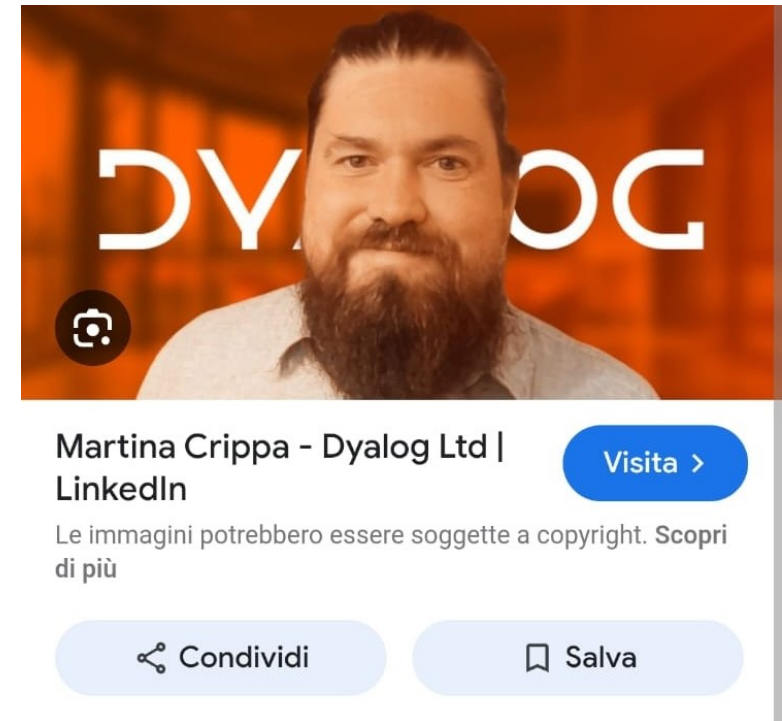 DYALOG
Martina Crippa - Dyalog Ltd |
LinkedIn
Visita >
Le immagini potrebbero essere soggette a copyright. Scopri
di più
Condividi
Salva